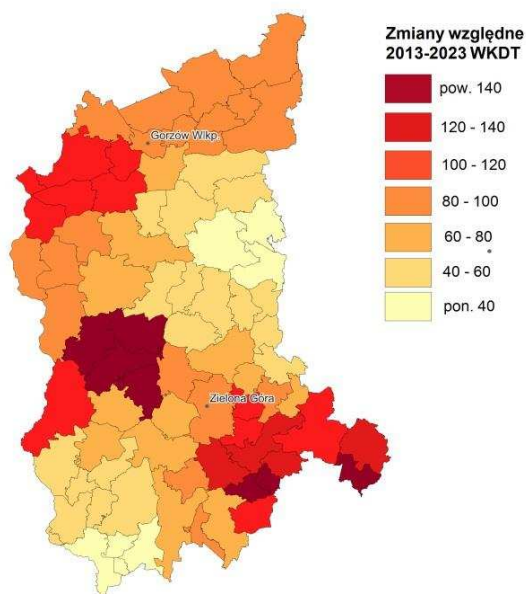 Zmiany względne
2013-2023 WKDT
pow. 140
120 - 140
100 - 120
80 - 100
60 - 80
40 - 60
pon. 40
Gorzów Wlkp.
Zielona Góra